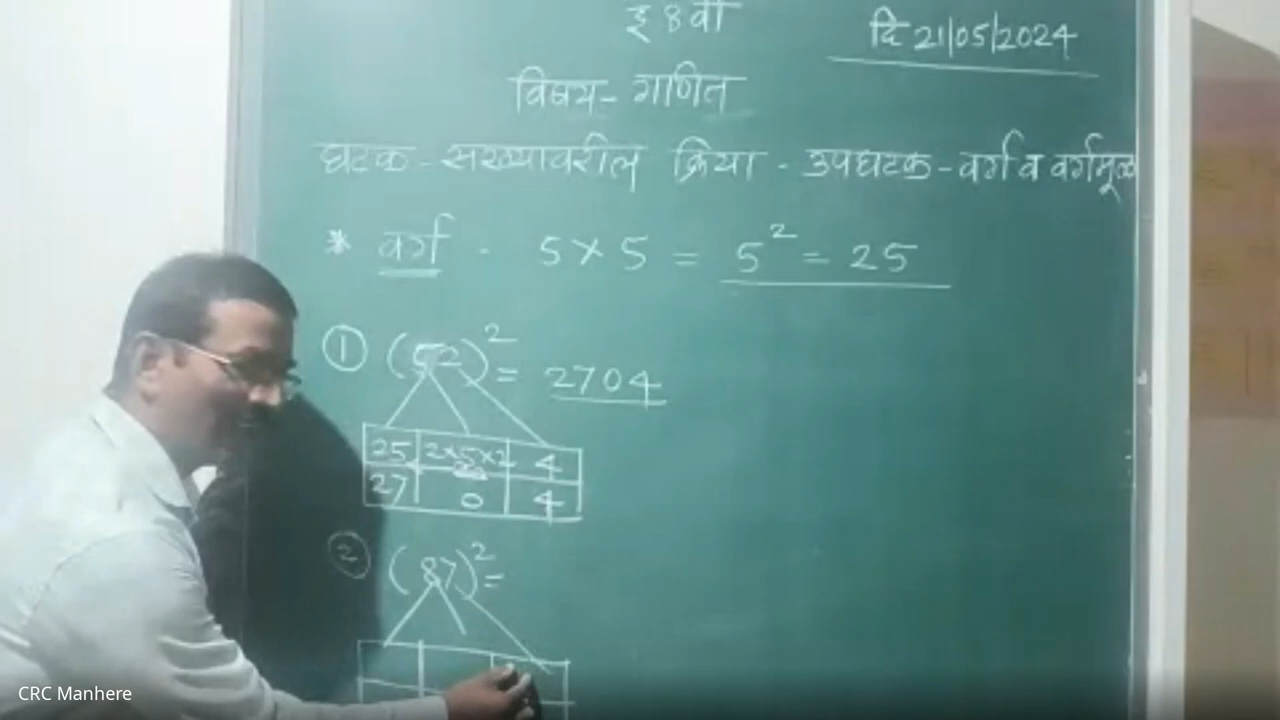 इ 8 वी
दि 21/05/2024
विषय- गणित
घटक - संख्यावरील क्रिया - उपघटक - वर्ग व वर्गमूळ
* वर्ग - 5 × 5 = 5² = 25
① (52)² = 2704
25 2×5×2 4
27 0 4
② (87)² =
CRC Manhere